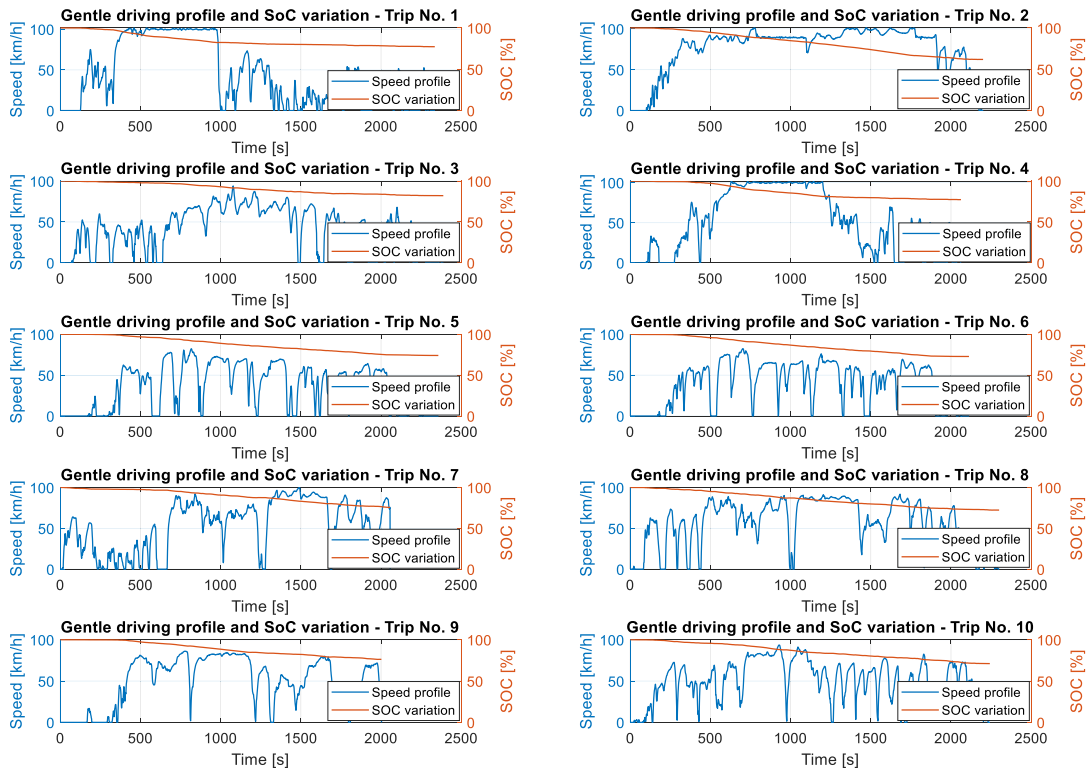 Gentle driving profile and SoC variation - Trip No. 1
Speed [km/h]
100
50
0
SOC [%]
100
50
0
Speed profile
SOC variation
0 500 1000 1500 2000 2500
Time [s]
Gentle driving profile and SoC variation - Trip No. 2
Speed [km/h]
100
50
0
SOC [%]
100
50
0
Speed profile
SOC variation
0 500 1000 1500 2000 2500
Time [s]
Gentle driving profile and SoC variation - Trip No. 3
Speed [km/h]
100
50
0
SOC [%]
100
50
0
Speed profile
SOC variation
0 500 1000 1500 2000 2500
Time [s]
Gentle driving profile and SoC variation - Trip No. 4
Speed [km/h]
100
50
0
SOC [%]
100
50
0
Speed profile
SOC variation
0 500 1000 1500 2000 2500
Time [s]
Gentle driving profile and SoC variation - Trip No. 5
Speed [km/h]
100
50
0
SOC [%]
100
50
0
Speed profile
SOC variation
0 500 1000 1500 2000 2500
Time [s]
Gentle driving profile and SoC variation - Trip No. 6
Speed [km/h]
100
50
0
SOC [%]
100
50
0
Speed profile
SOC variation
0 500 1000 1500 2000 2500
Time [s]
Gentle driving profile and SoC variation - Trip No. 7
Speed [km/h]
100
50
0
SOC [%]
100
50
0
Speed profile
SOC variation
0 500 1000 1500 2000 2500
Time [s]
Gentle driving profile and SoC variation - Trip No. 8
Speed [km/h]
100
50
0
SOC [%]
100
50
0
Speed profile
SOC variation
0 500 1000 1500 2000 2500
Time [s]
Gentle driving profile and SoC variation - Trip No. 9
Speed [km/h]
100
50
0
SOC [%]
100
50
0
Speed profile
SOC variation
0 500 1000 1500 2000 2500
Time [s]
Gentle driving profile and SoC variation - Trip No. 10
Speed [km/h]
100
50
0
SOC [%]
100
50
0
Speed profile
SOC variation
0 500 1000 1500 2000 2500
Time [s]